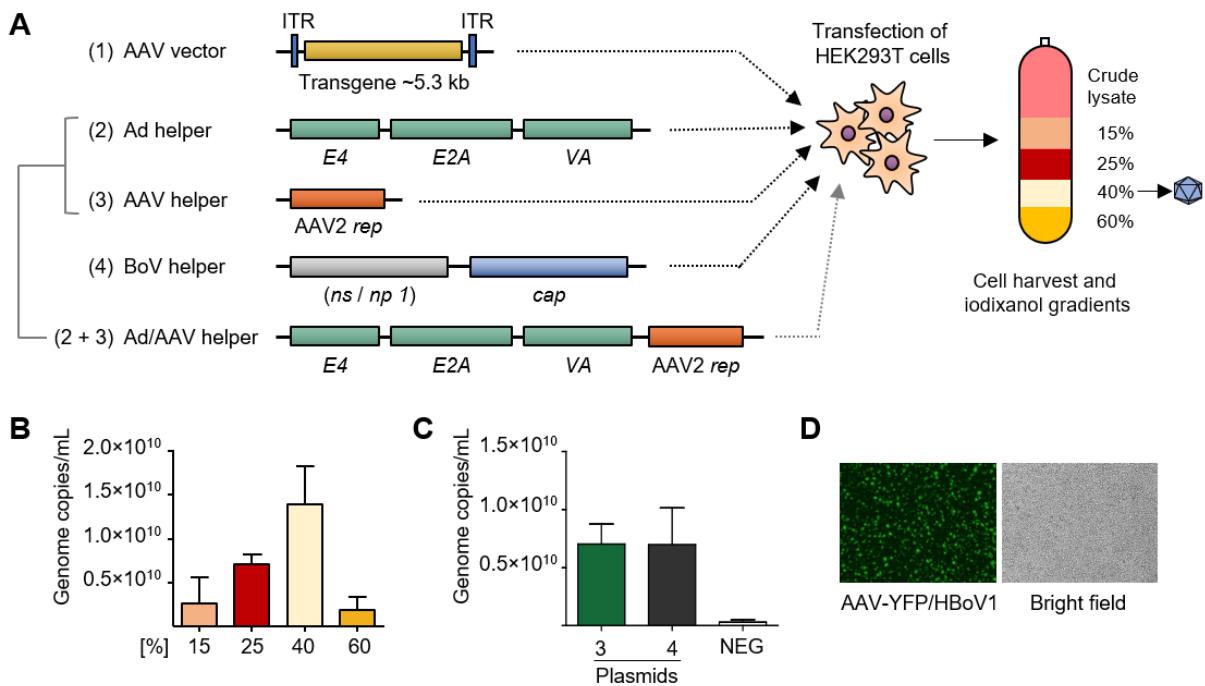 A
ITR ITR
(1) AAV vector
Transgene ~5.3 kb
(2) Ad helper
E4 E2A VA
(3) AAV helper
AAV2 rep
(4) BoV helper
(ns / np 1) cap
(2 + 3) Ad/AAV helper
E4 E2A VA AAV2 rep
Transfection of
HEK293T cells
Crude
lysate
15%
25%
40%
60%
Cell harvest and
iodixanol gradients
B
Genome copies/mL
2.0×10¹⁰
1.5×10¹⁰
1.0×10¹⁰
0.5×10¹⁰
[%] 15 25 40 60
C
Genome copies/mL
1.5×10¹⁰
1.0×10¹⁰
0.5×10¹⁰
3 4 NEG
Plasmids
D
AAV-YFP/HBoV1 Bright field